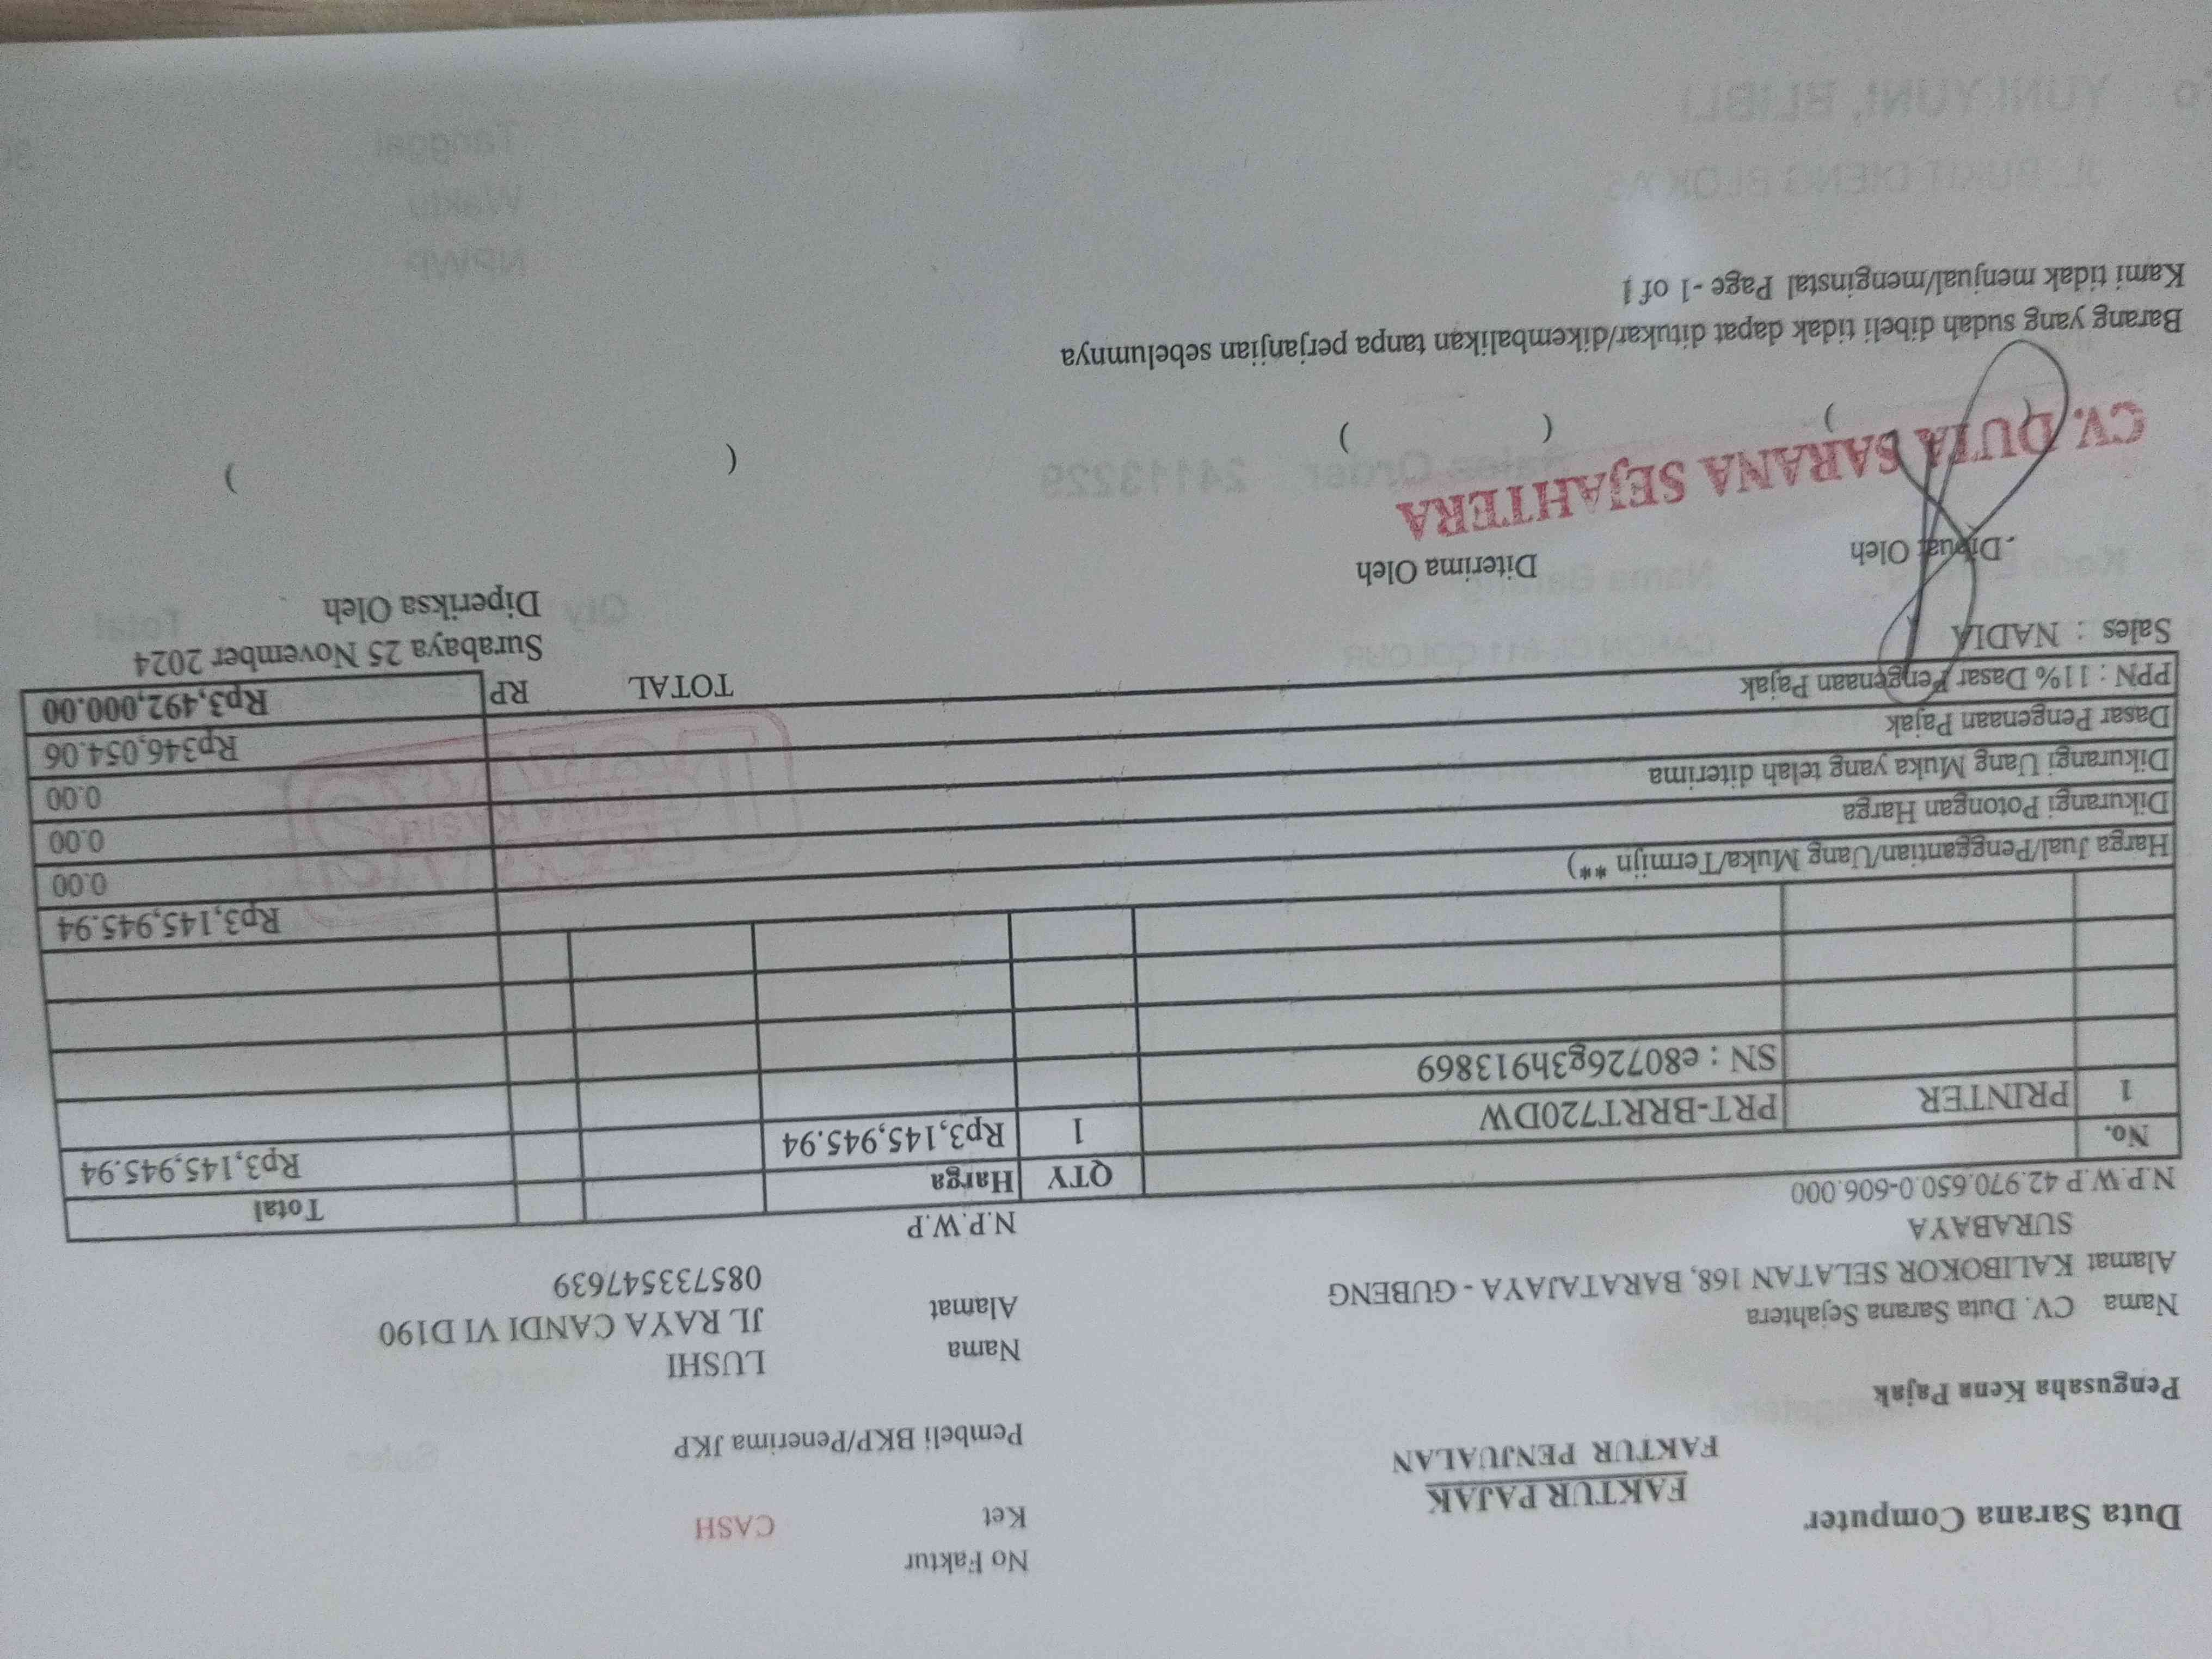 Duta Sarana Computer
FAKTUR PAJAK
FAKTUR PENJUALAN
No Faktur
Ket CASH
Pengusaha Kena Pajak
Pembeli BKP/Penerima JKP
Nama CV. Duta Sarana Sejahtera
Alamat KALIBOKOR SELATAN 168, BARATAJAYA - GUBENG
SURABAYA
N.P.W.P 42.970.650.0-606.000
Nama LUSHI
Alamat JL RAYA CANDI VI D190
085733547639
N.P.W.P
No. QTY Harga Total
1 PRINTER PRT-BRRT720DW 1 Rp3,145,945.94 Rp3,145,945.94
SN : e80726g3h913869
Harga Jual/Penggantian/Uang Muka/Termijn **) Rp3,145,945.94
Dikurangi Potongan Harga 0.00
Dikurangi Uang Muka yang telah diterima 0.00
Dasar Pengenaan Pajak 0.00
PPN : 11% Dasar Pengenaan Pajak Rp346,054.06
TOTAL RP Rp3,492,000.00
Sales : NADIA
Surabaya 25 November 2024
Dibuat Oleh Diterima Oleh Diperiksa Oleh
CV. DUTA SARANA SEJAHTERA
( ) ( ) ( )
Barang yang sudah dibeli tidak dapat ditukar/dikembalikan tanpa perjanjian sebelumnya
Kami tidak menjual/menginstal Page -1 of 1